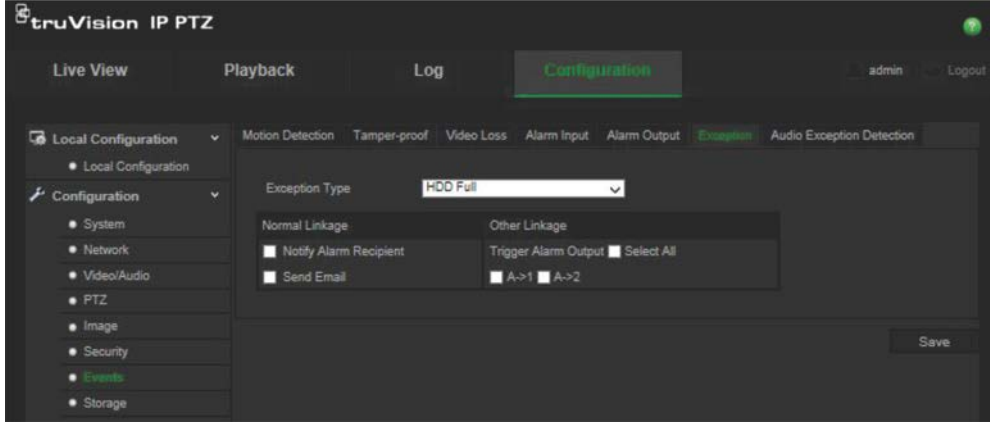 truVision IP PTZ
?
Live View Playback Log Configuration admin Logout
Local Configuration
Local Configuration
Configuration
System
Network
Video/Audio
PTZ
Image
Security
Events
Storage
Motion Detection Tamper-proof Video Loss Alarm Input Alarm Output Exception Audio Exception Detection
Exception Type HDD Full
Normal Linkage Other Linkage
Notify Alarm Recipient Trigger Alarm Output Select All
Send Email A->1 A->2
Save